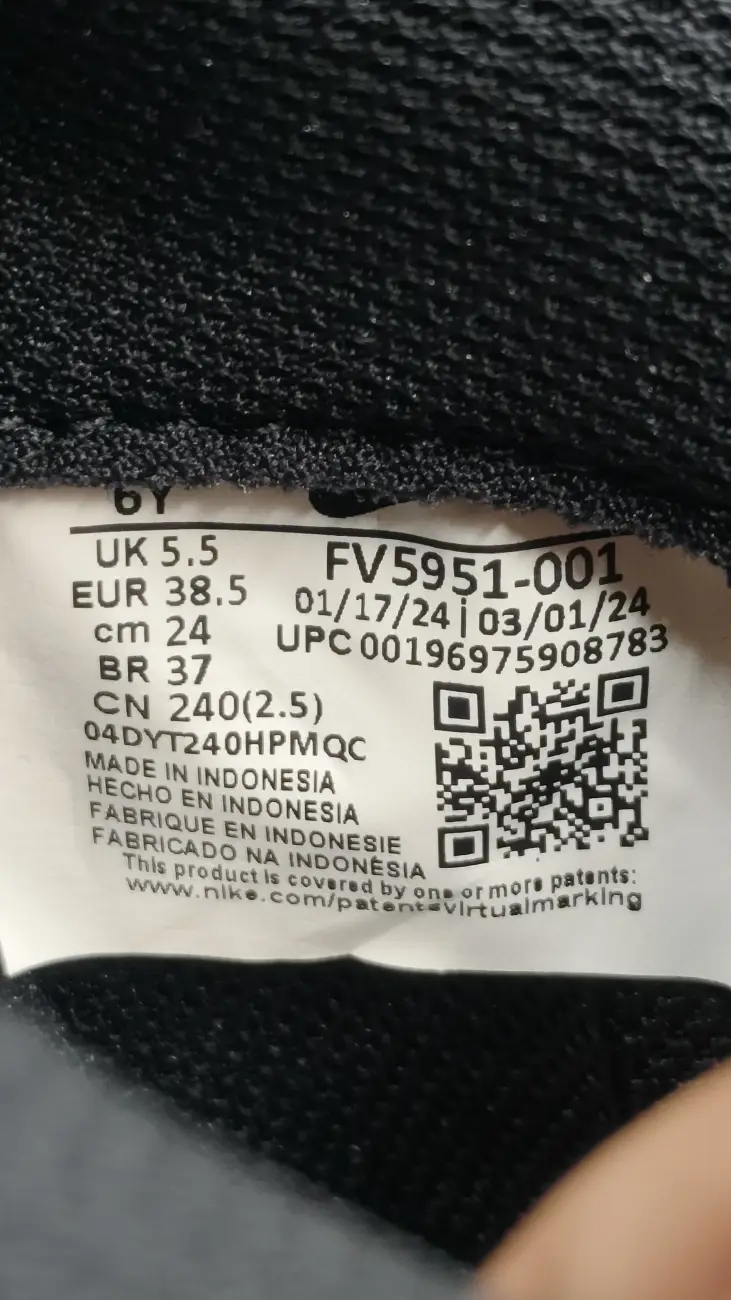 6Y
UK 5.5
EUR 38.5
cm 24
BR 37
CN 240(2.5)
FV5951-001
01/17/24 | 03/01/24
UPC 00196975908783
04DYT240HPMQC
MADE IN INDONESIA
HECHO EN INDONESIA
FABRIQUE EN INDONESIE
FABRICADO NA INDONÉSIA
This product is covered by one or more patents:
www.nike.com/patents-virtualmarking